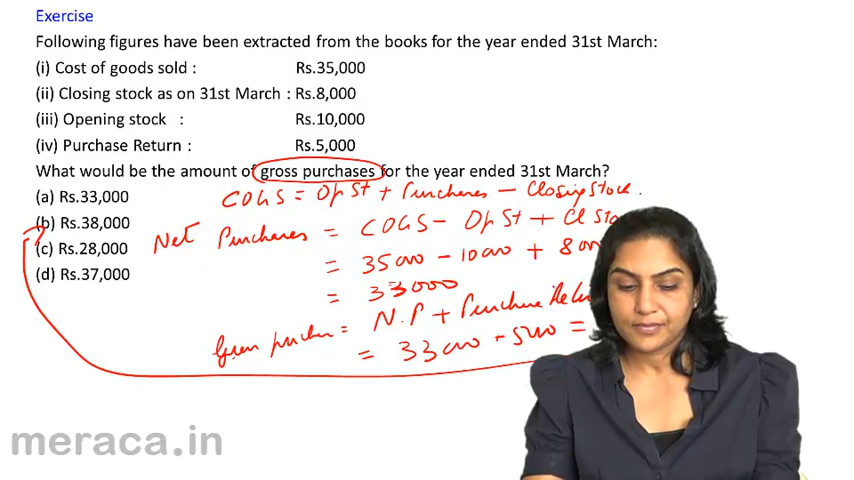 Exercise
Following figures have been extracted from the books for the year ended 31st March:
(i) Cost of goods sold : Rs.35,000
(ii) Closing stock as on 31st March : Rs.8,000
(iii) Opening stock : Rs.10,000
(iv) Purchase Return : Rs.5,000
What would be the amount of gross purchases for the year ended 31st March?
(a) Rs.33,000
COGS = Op St + Purchases - Closing Stock.
(b) Rs.38,000
Net Purchases = COGS - Op St + Cl
(c) Rs.28,000
= 35000 - 10000 +
(d) Rs.37,000
= 33000
Gross = N.P + Purchase
= 33000 5000 =
meraca.in